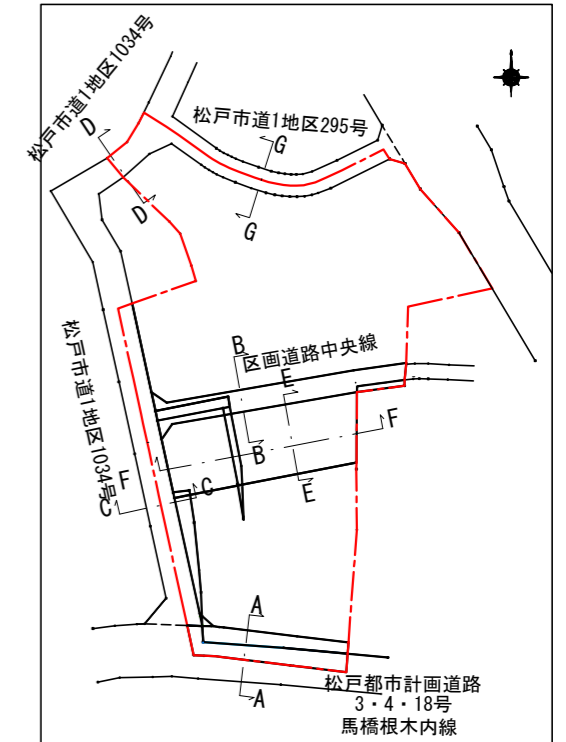 松戸市道1地区1034号
松戸市道1地区295号
D
D
G
G
B
区画道路中央線
E
松戸市道1地区1034号
F
F
B
C
C
E
A
A
松戸都市計画道路
3・4・18号
馬橋根木内線